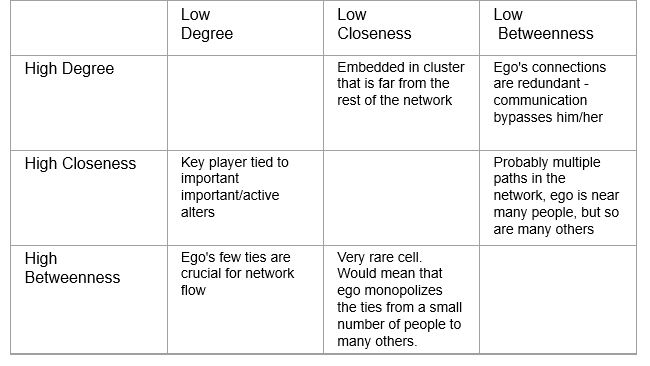 Low
Degree
Low
Closeness
Low
Betweenness
High Degree
Embedded in cluster
that is far from the
rest of the network
Ego's connections
are redundant -
communication
bypasses him/her
High Closeness
Key player tied to
important
important/active
alters
Probably multiple
paths in the
network, ego is near
many people, but so
are many others
High
Betweenness
Ego's few ties are
crucial for network
flow
Very rare cell.
Would mean that
ego monopolizes
the ties from a small
number of people to
many others.